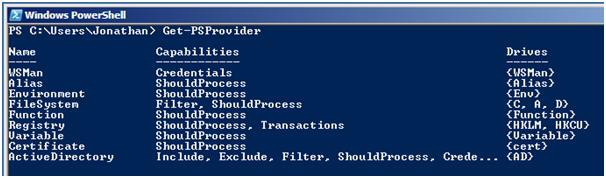 Windows PowerShell
PS C:\Users\Jonathan> Get-PSProvider
Name Capabilities Drives
---- ------------ ------
WSMan Credentials {WSMan}
Alias ShouldProcess {Alias}
Environment ShouldProcess {Env}
FileSystem Filter, ShouldProcess {C, A, D}
Function ShouldProcess {Function}
Registry ShouldProcess, Transactions {HKLM, HKCU}
Variable ShouldProcess {Variable}
Certificate ShouldProcess {cert}
ActiveDirectory Include, Exclude, Filter, ShouldProcess, Crede... {AD}